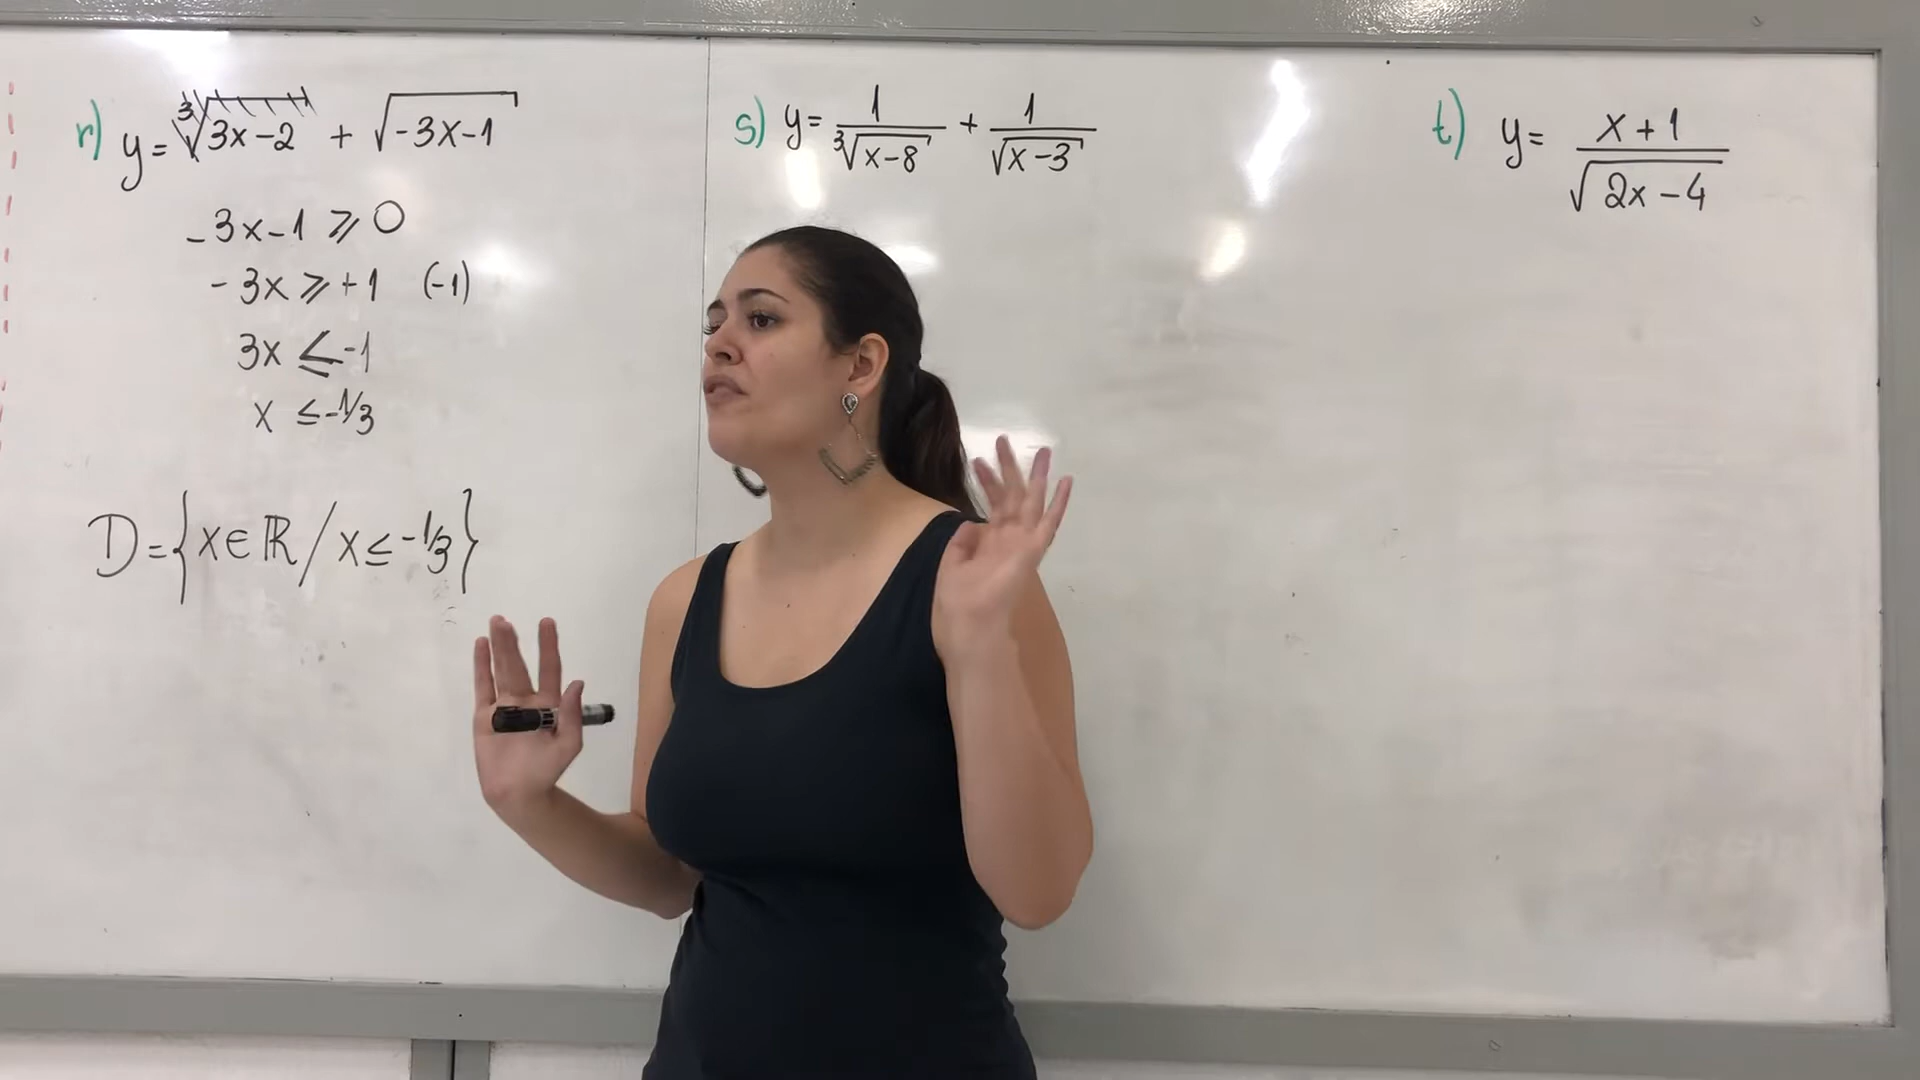 r) y = ∛(3x-2) + √(-3x-1)
-3x-1 ⩾ 0
-3x ⩾ +1 (-1)
3x ≤ -1
x ≤ -1/3
D = {x ∈ ℝ / x ≤ -1/3}
s) y = 1/∛(x-8) + 1/√(x-3)
t) y = (x+1)/√(2x-4)